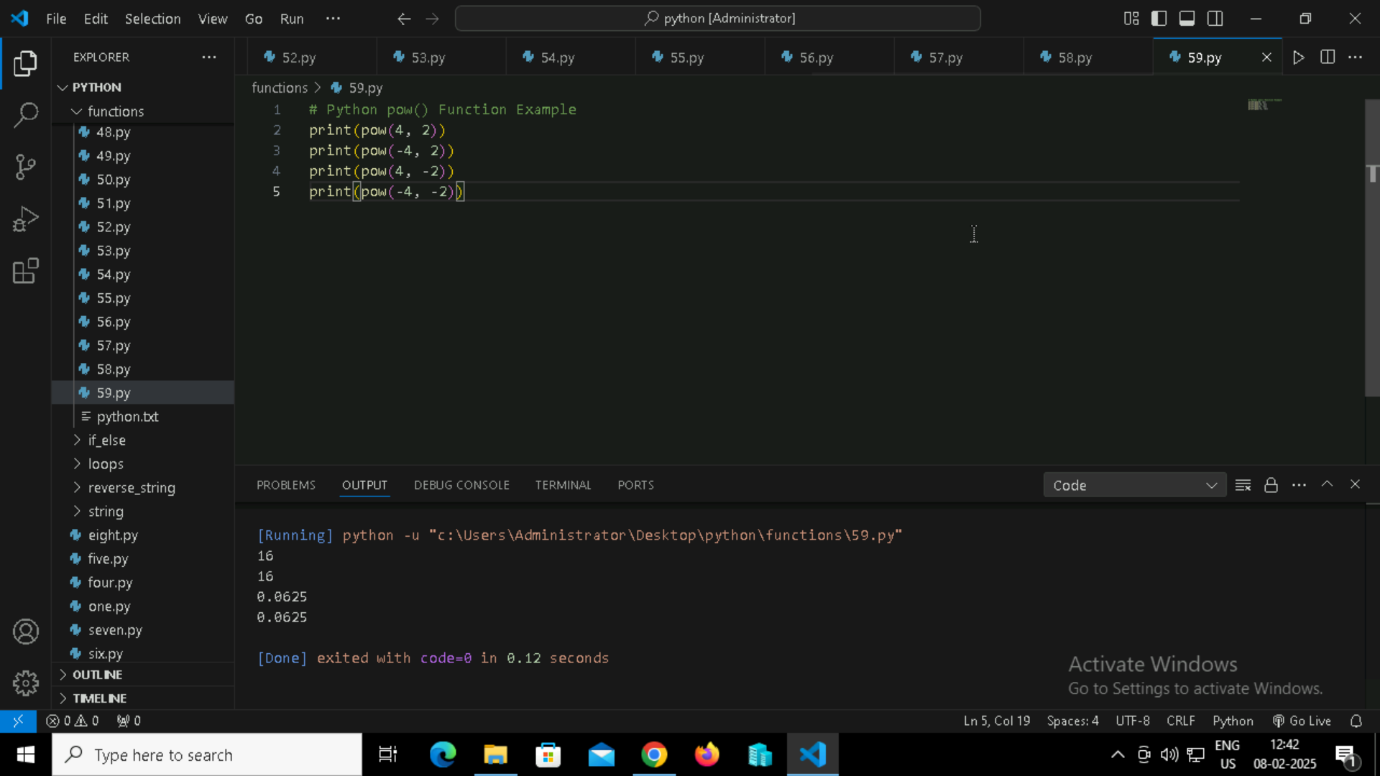 File Edit Selection View Go Run ··· python [Administrator]
EXPLORER ···
52.py 53.py 54.py 55.py 56.py 57.py 58.py 59.py ···
PYTHON
functions
48.py
49.py
50.py
51.py
52.py
53.py
54.py
55.py
56.py
57.py
58.py
59.py
python.txt
if_else
loops
reverse_string
string
eight.py
five.py
four.py
one.py
seven.py
six.py
OUTLINE
TIMELINE
functions > 59.py
1 # Python pow() Function Example
2 print(pow(4, 2))
3 print(pow(-4, 2))
4 print(pow(4, -2))
5 print(pow(-4, -2))
PROBLEMS OUTPUT DEBUG CONSOLE TERMINAL PORTS Code ···
[Running] python -u "c:\Users\Administrator\Desktop\python\functions\59.py"
16
16
0.0625
0.0625
[Done] exited with code=0 in 0.12 seconds
Activate Windows
Go to Settings to activate Windows.
0 0 0 Ln 5, Col 19 Spaces: 4 UTF-8 CRLF Python Go Live
Type here to search
ENG
US
12:42
08-02-2025
1